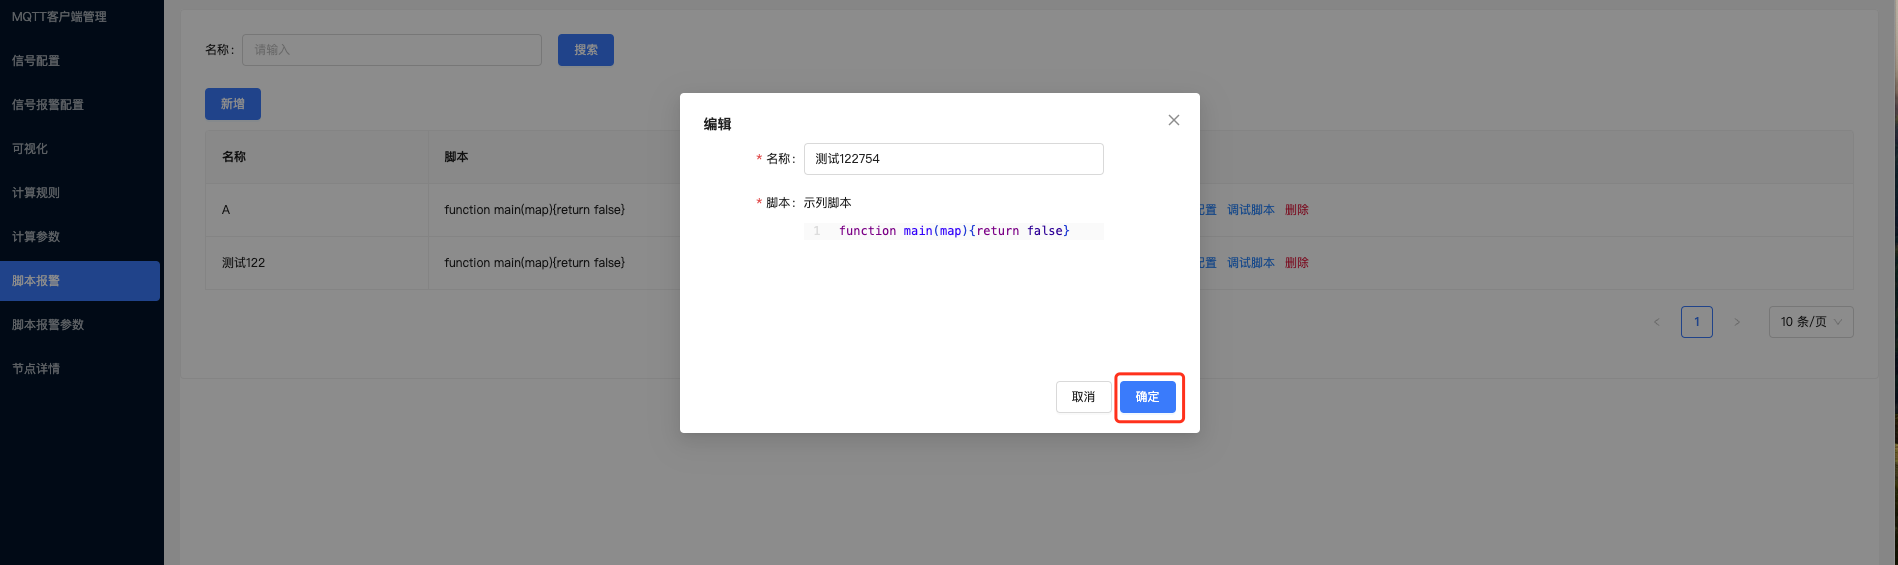 MQTT客户端管理
信号配置
信号报警配置
可视化
计算规则
计算参数
脚本报警
脚本报警参数
节点详情
名称: 请输入 搜索
新增
名称 脚本
A function main(map){return false} 配置 调试脚本 删除
测试122 function main(map){return false} 配置 调试脚本 删除
1 10 条/页
编辑
* 名称: 测试122754
* 脚本: 示列脚本
1 function main(map){return false}
取消 确定